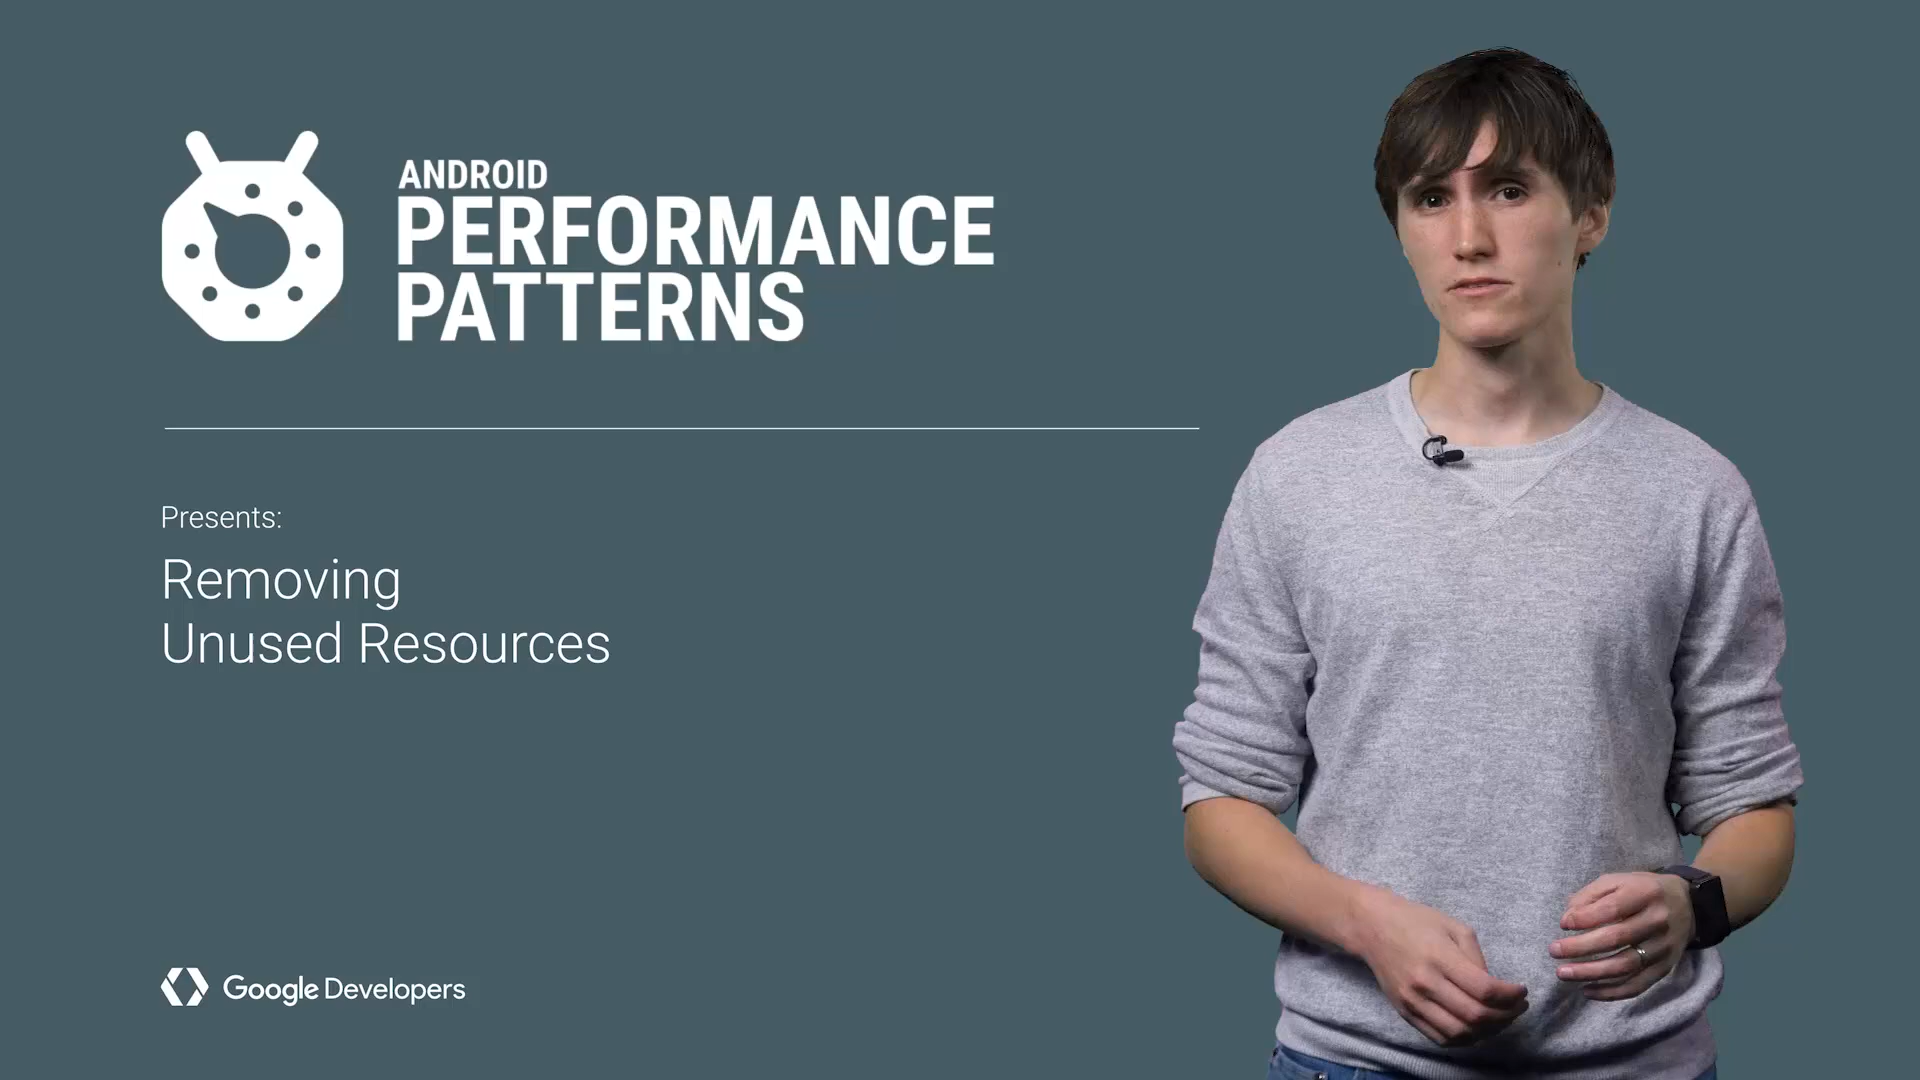 ANDROID
PERFORMANCE
PATTERNS
Presents:
Removing
Unused Resources
Google Developers